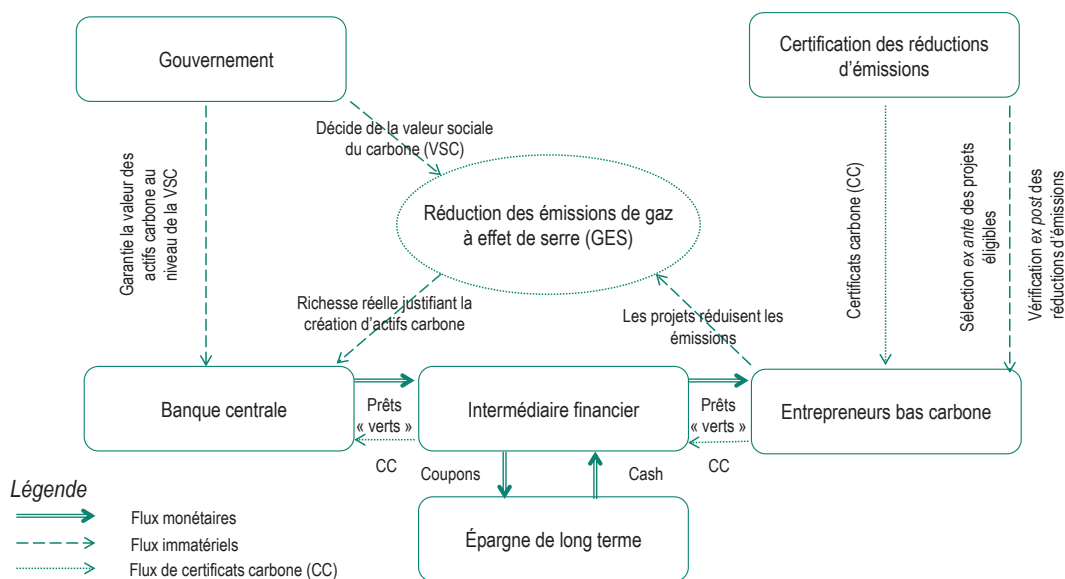 Gouvernement
Certification des réductions
d'émissions
Décide de la valeur sociale
du carbone (VSC)
Garantie la valeur des
actifs carbone au
niveau de la VSC
Réduction des émissions de gaz
à effet de serre (GES)
Certificats carbone (CC)
Sélection ex ante des projets
éligibles
Vérification ex post des
réductions d'émissions
Richesse réelle justifiant la
création d'actifs carbone
Les projets réduisent les
émissions
Banque centrale
Prêts
« verts »
CC
Intermédiaire financier
Prêts
« verts »
CC
Entrepreneurs bas carbone
Coupons
Cash
Épargne de long terme
Légende
Flux monétaires
Flux immatériels
Flux de certificats carbone (CC)